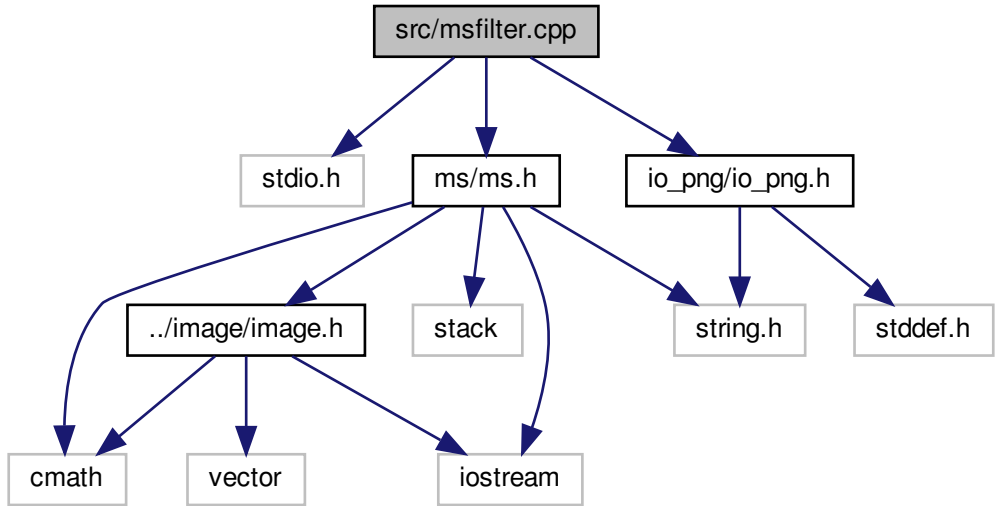 src/msfilter.cpp
stdio.h
ms/ms.h
io_png/io_png.h
../image/image.h
stack
string.h
stddef.h
cmath
vector
iostream